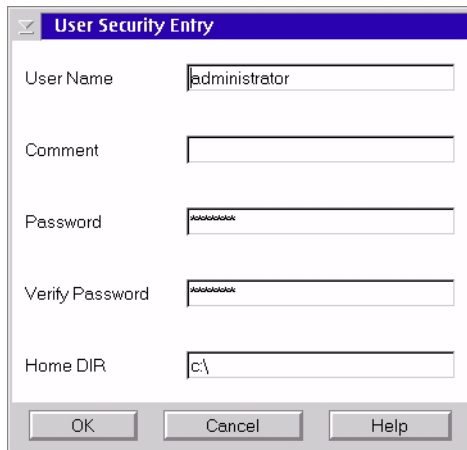 User Security Entry
User Name administrator
Comment
Password ********
Verify Password ********
Home DIR c:\
OK Cancel Help